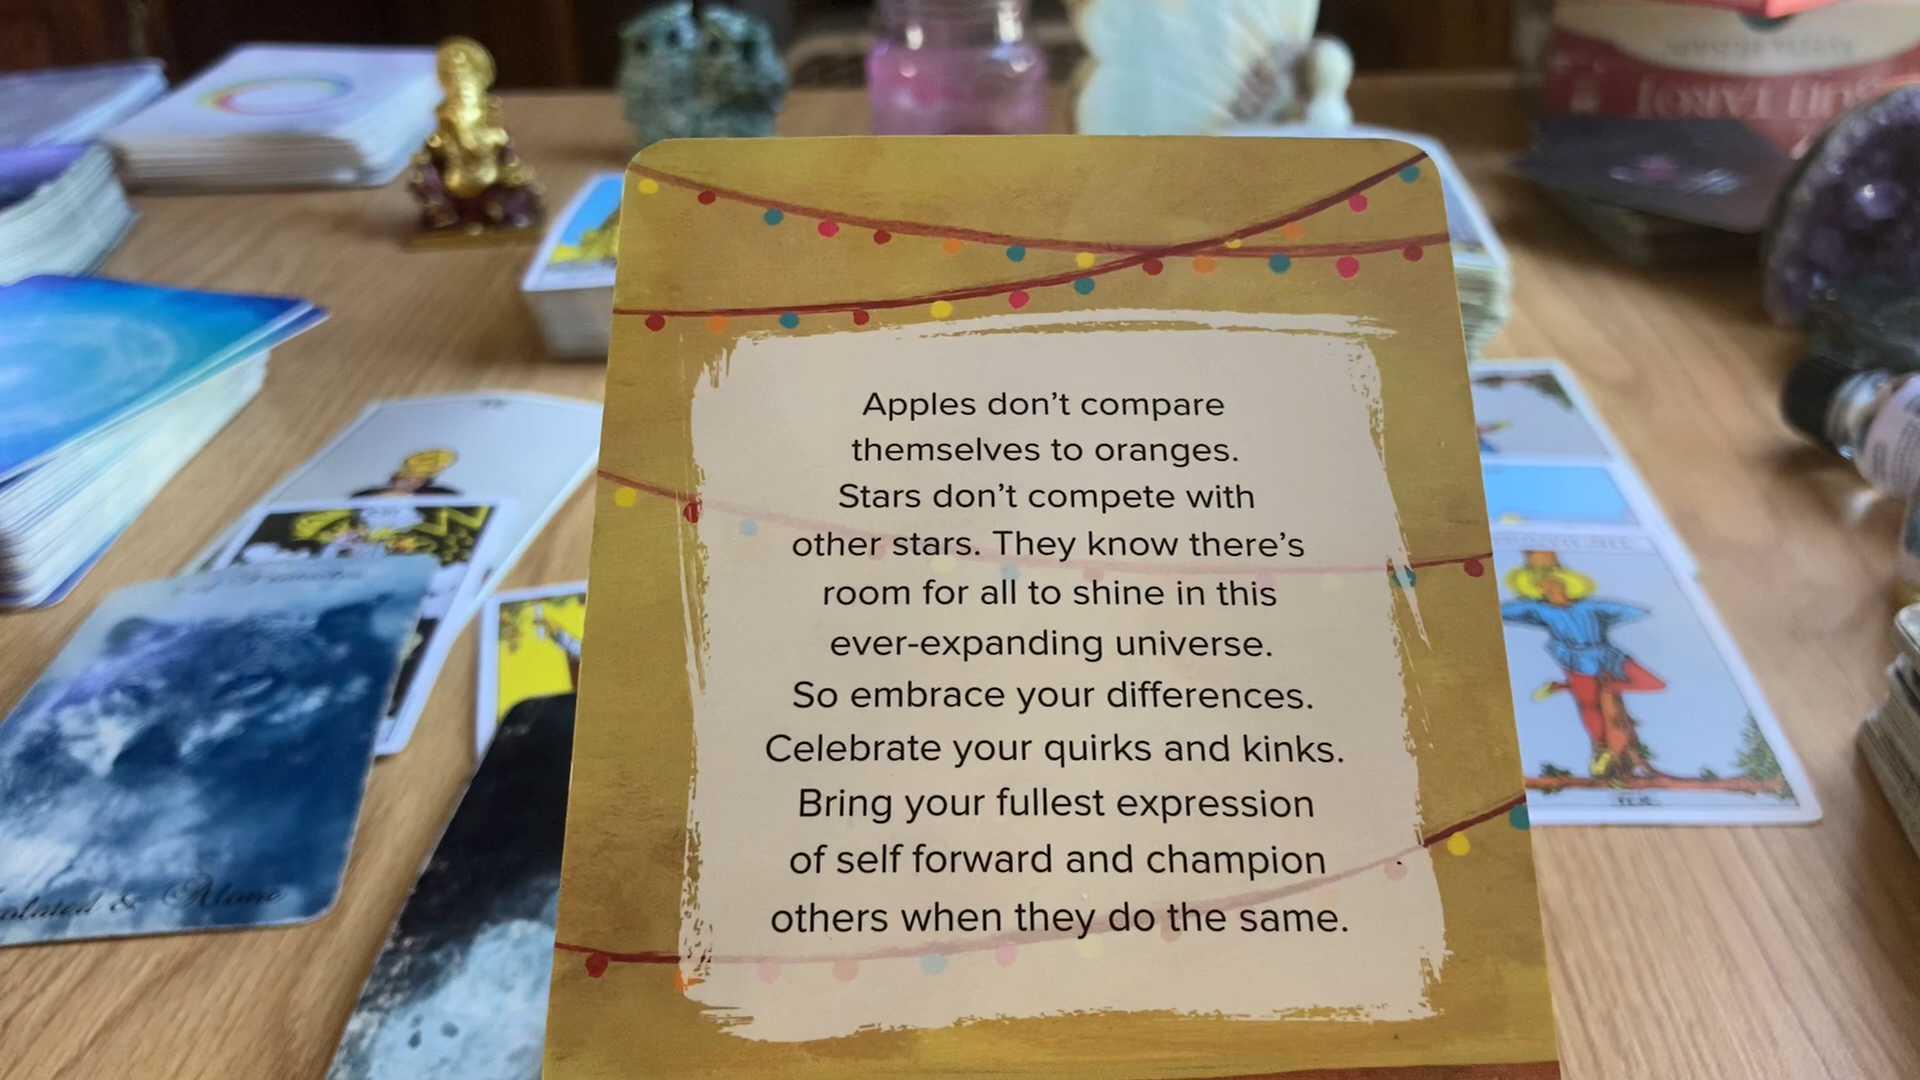 Apples don't compare
themselves to oranges.
Stars don't compete with
other stars. They know there's
room for all to shine in this
ever-expanding universe.
So embrace your differences.
Celebrate your quirks and kinks.
Bring your fullest expression
of self forward and champion
others when they do the same.
& Alone
TAROT